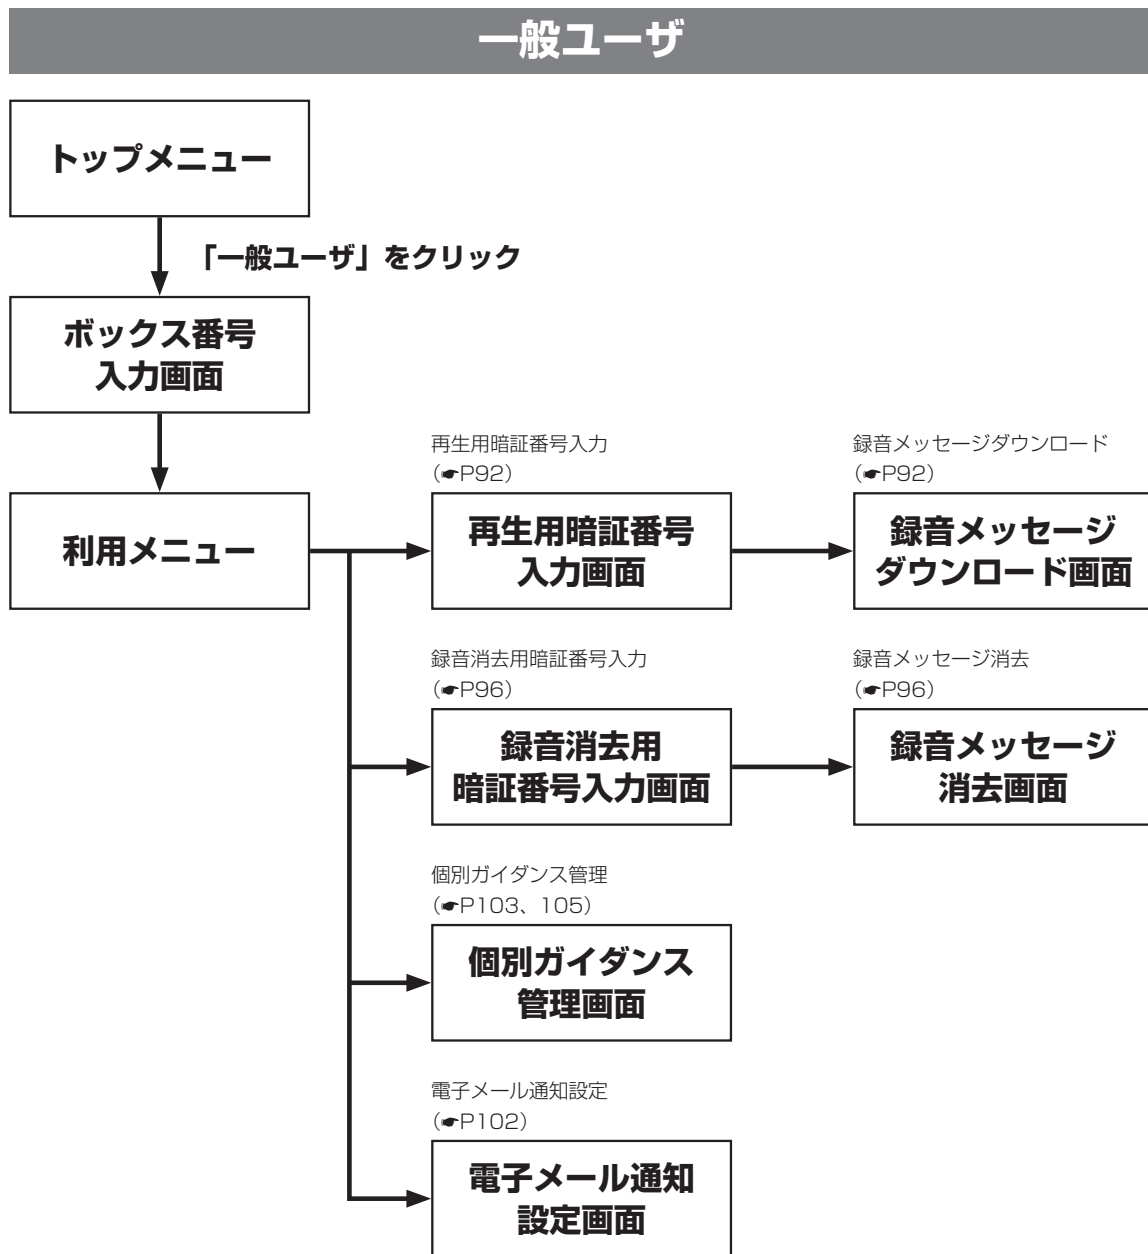 一般ユーザ
トップメニュー
「一般ユーザ」をクリック
ボックス番号
入力画面
利用メニュー
再生用暗証番号入力
(☛P92)
再生用暗証番号
入力画面
録音メッセージダウンロード
(☛P92)
録音メッセージ
ダウンロード画面
録音消去用暗証番号入力
(☛P96)
録音消去用
暗証番号入力画面
録音メッセージ消去
(☛P96)
録音メッセージ
消去画面
個別ガイダンス管理
(☛P103、105)
個別ガイダンス
管理画面
電子メール通知設定
(☛P102)
電子メール通知
設定画面